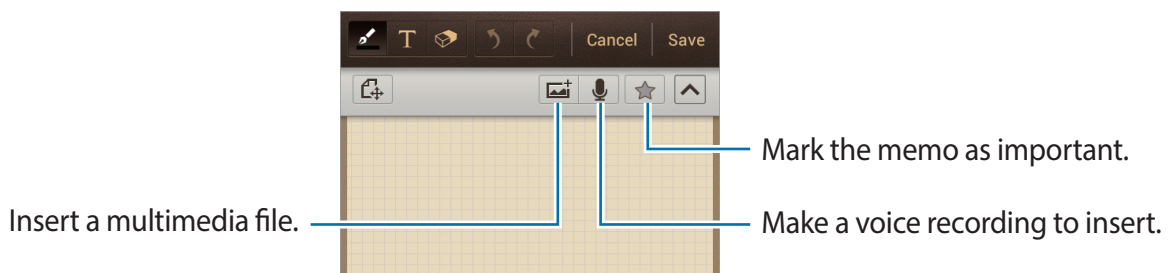 T Cancel Save
Mark the memo as important.
Insert a multimedia file.
Make a voice recording to insert.